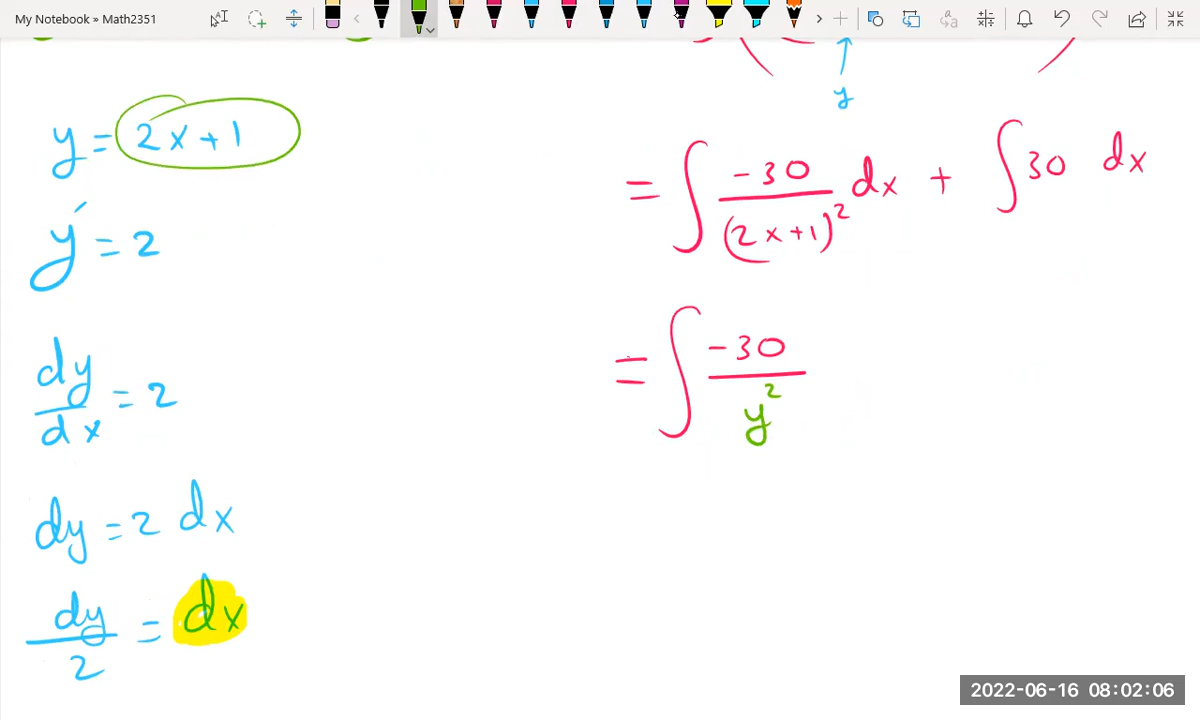 My Notebook » Math2351
y
y = 2x+1
= ∫ -30/(2x+1)² dx + ∫ 30 dx
y' = 2
= ∫ -30/y²
dy/dx = 2
dy = 2 dx
dy/2 = dx
2022-06-16 08:02:06